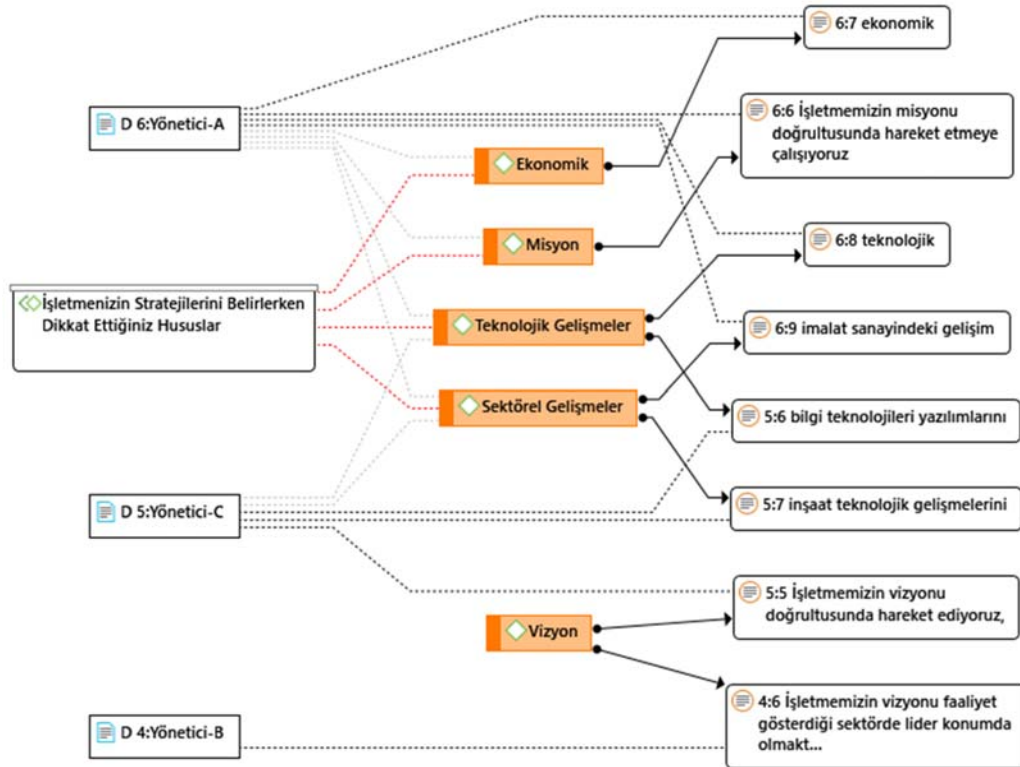 6:7 ekonomik
D 6:Yönetici-A
6:6 İşletmemizin misyonu
doğrultusunda hareket etmeye
çalışıyoruz
Ekonomik
Misyon
6:8 teknolojik
İşletmenizin Stratejilerini Belirlerken
Dikkat Ettiğiniz Hususlar
Teknolojik Gelişmeler
6:9 imalat sanayindeki gelişim
Sektörel Gelişmeler
5:6 bilgi teknolojileri yazılımlarını
D 5:Yönetici-C
5:7 inşaat teknolojik gelişmelerini
5:5 İşletmemizin vizyonu
doğrultusunda hareket ediyoruz,
Vizyon
4:6 İşletmemizin vizyonu faaliyet
gösterdiği sektörde lider konumda
olmakt...
D 4:Yönetici-B